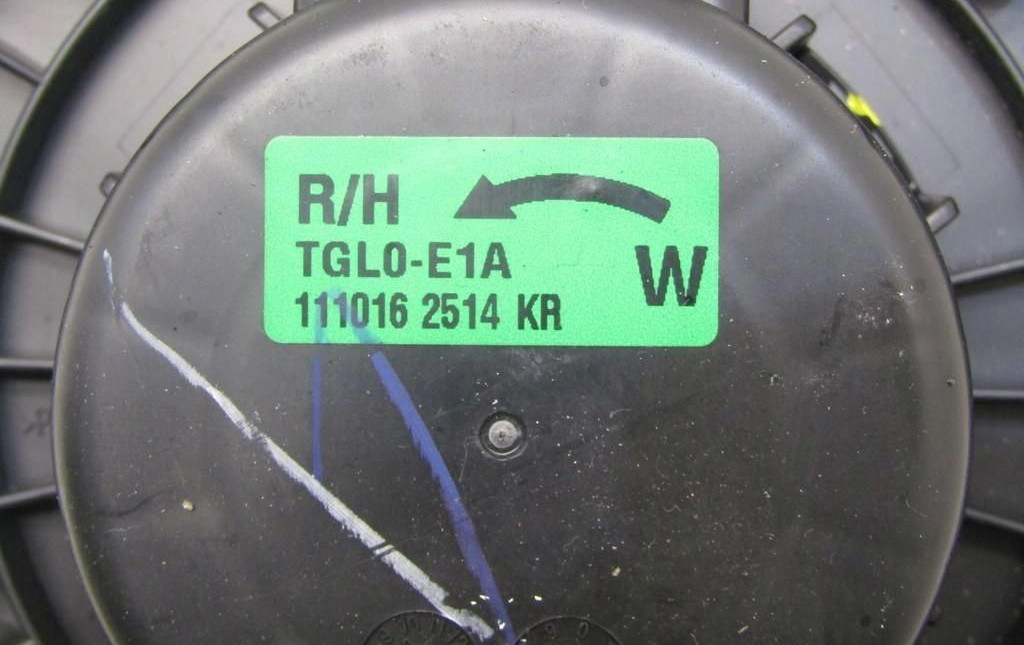 R/H
TGL0-E1A
W
111016 2514 KR